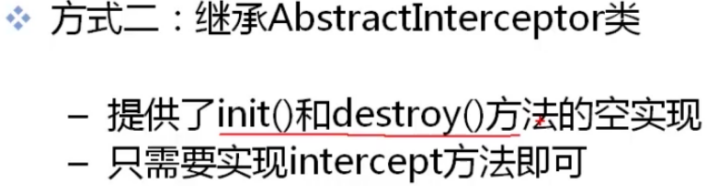 ❖ 方式二：继承AbstractInterceptor类
– 提供了init()和destroy()方法的空实现
– 只需要实现intercept方法即可